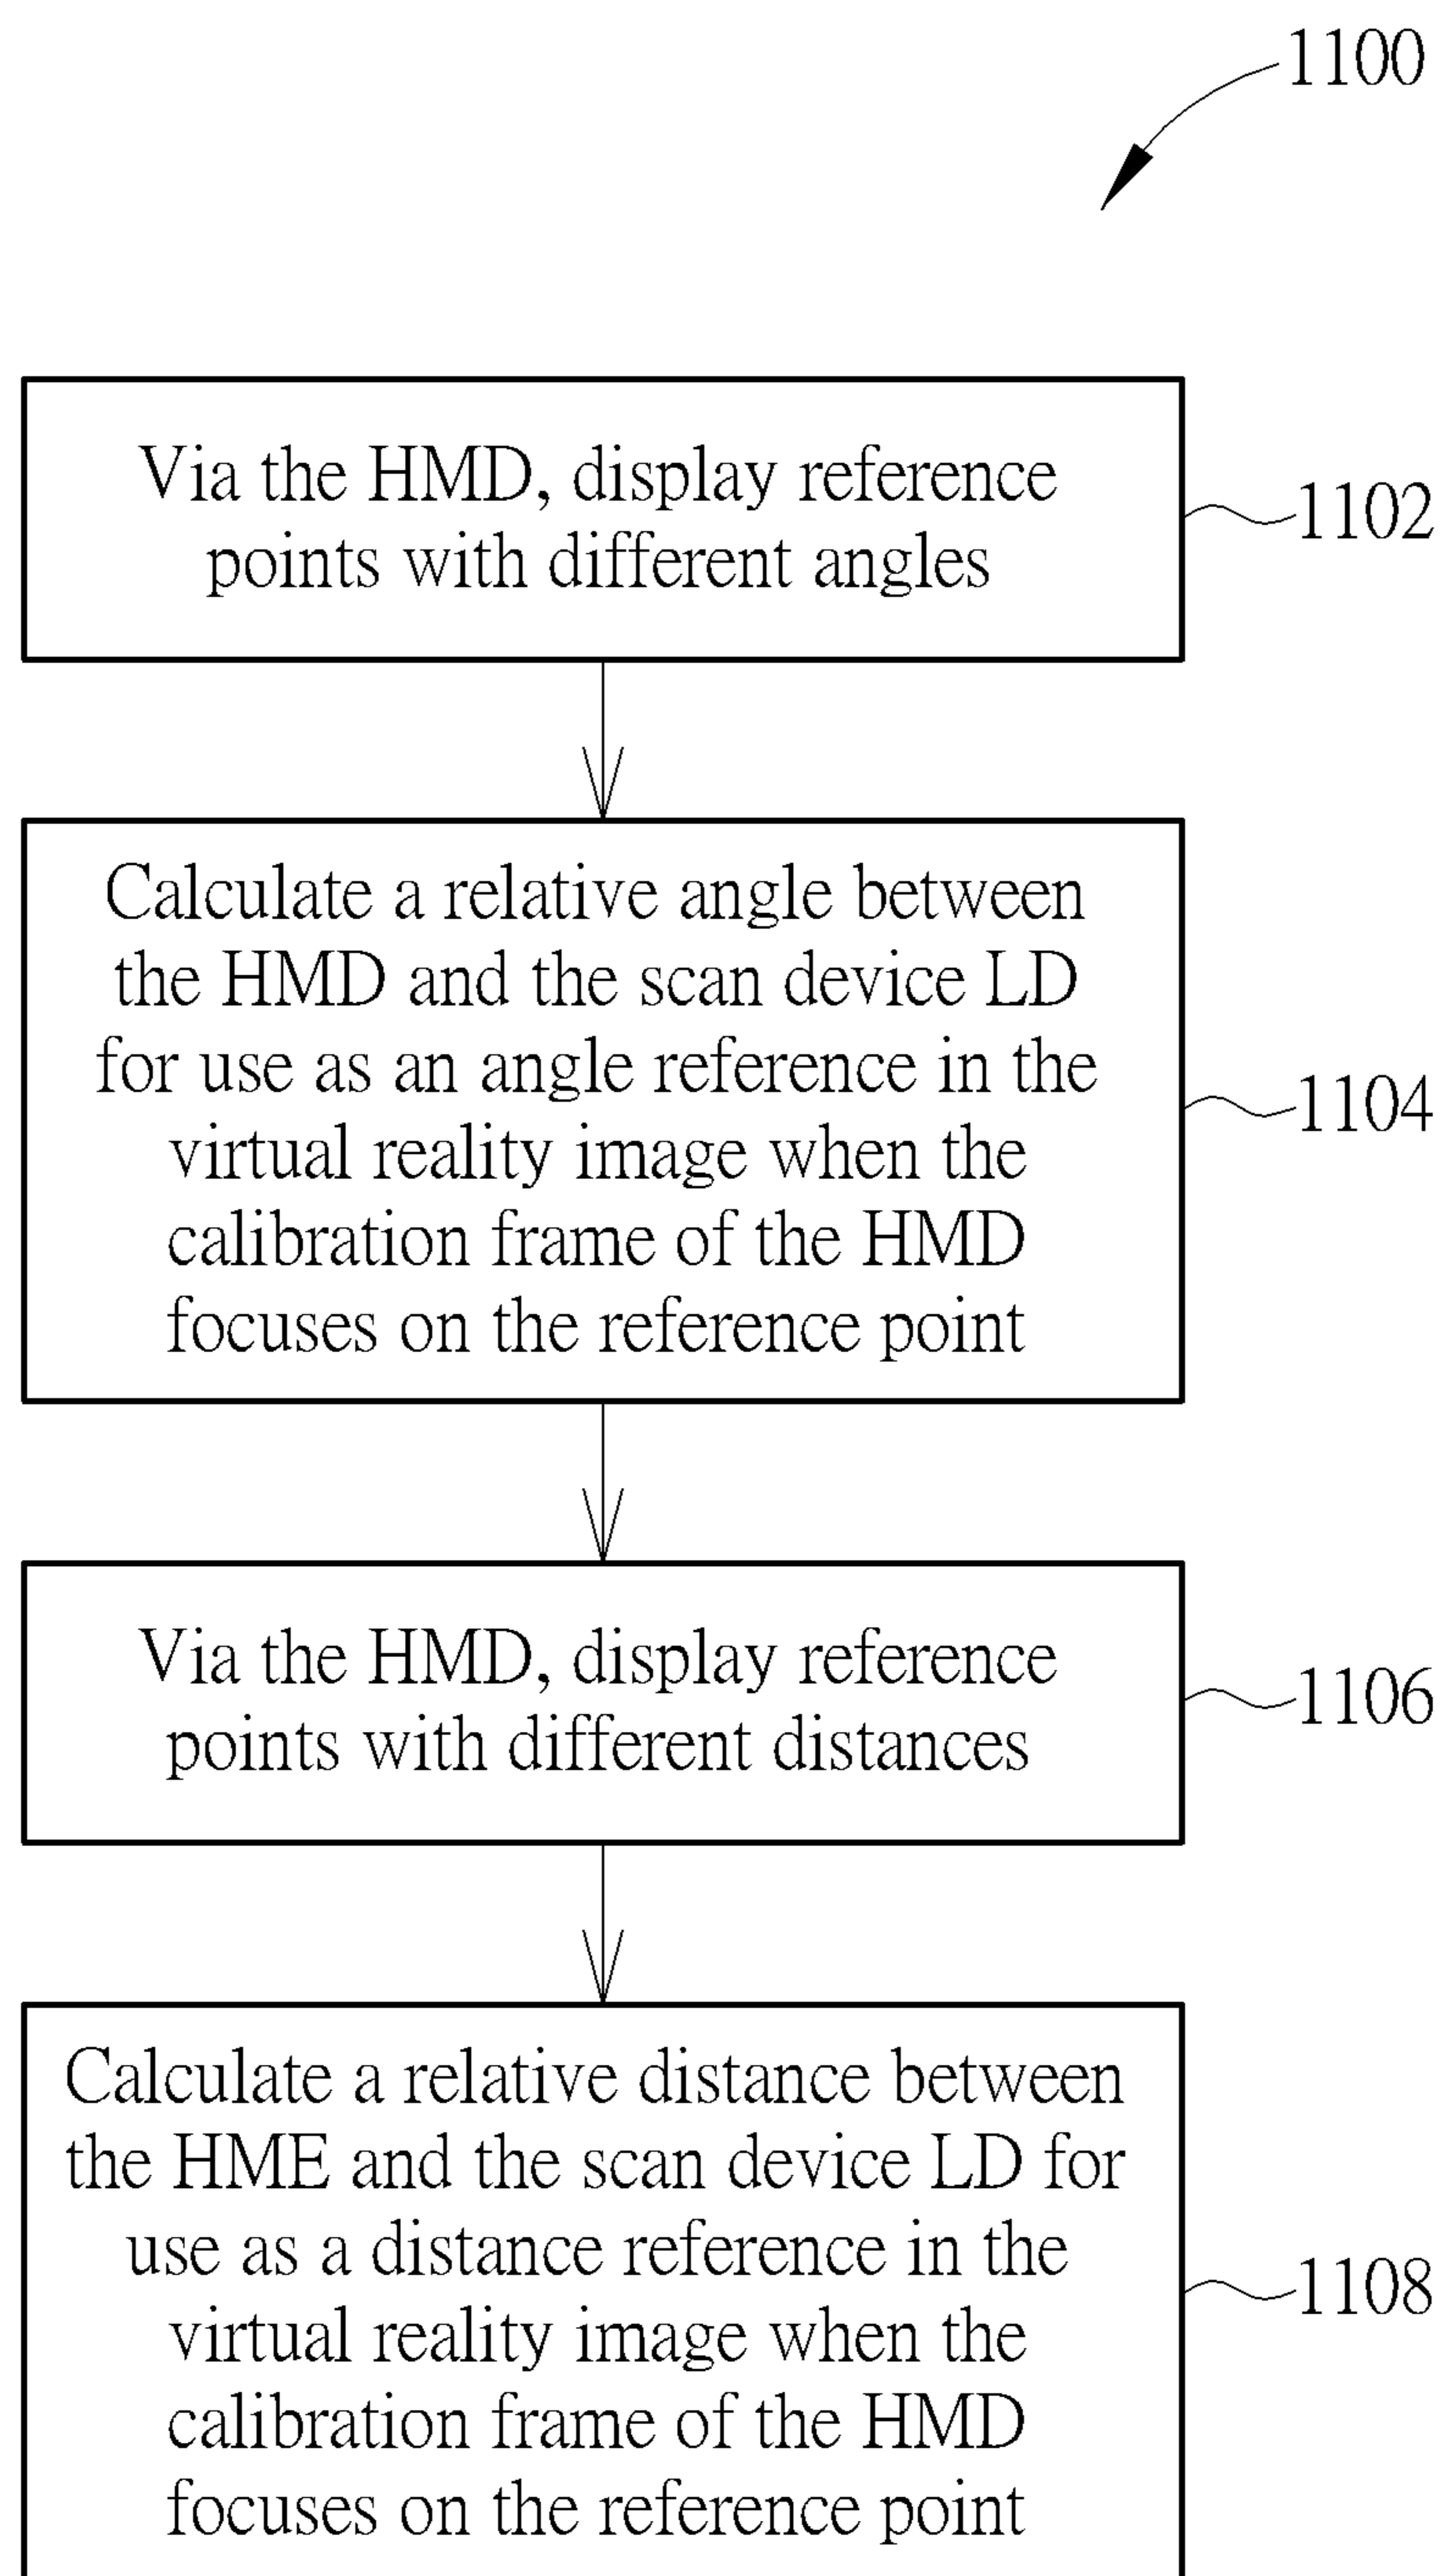 1100
Via the HMD, display reference
points with different angles
1102
Calculate a relative angle between
the HMD and the scan device LD
for use as an angle reference in the
virtual reality image when the
calibration frame of the HMD
focuses on the reference point
1104
Via the HMD, display reference
points with different distances
1106
Calculate a relative distance between
the HME and the scan device LD for
use as a distance reference in the
virtual reality image when the
calibration frame of the HMD
focuses on the reference point
1108